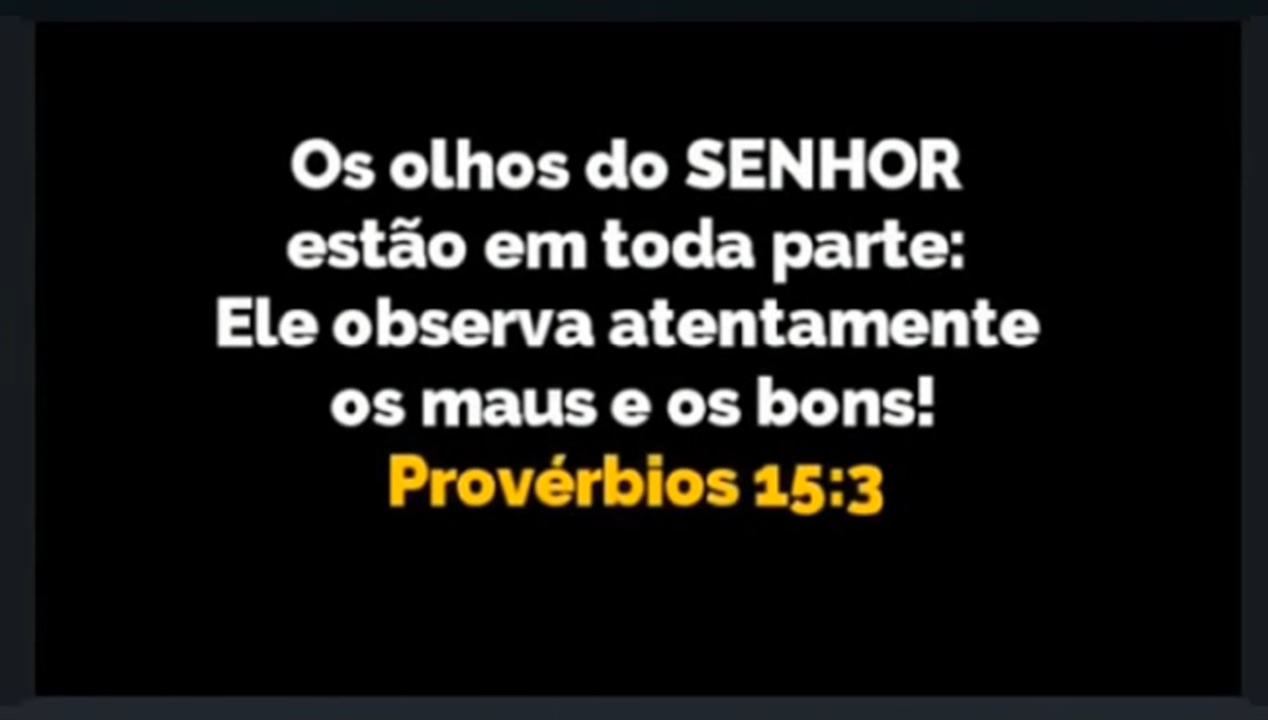 Os olhos do SENHOR
estão em toda parte:
Ele observa atentamente
os maus e os bons!
Provérbios 15:3